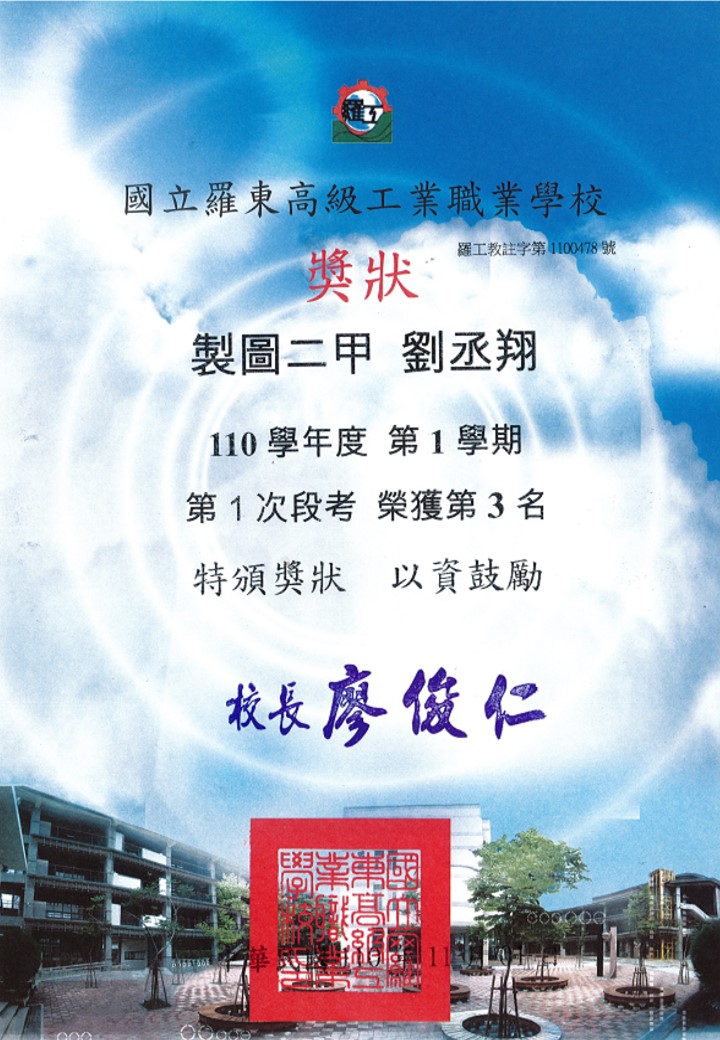 羅工
國立羅東高級工業職業學校
羅工教註字第1100478號
獎狀
製圖二甲 劉丞翔
110 學年度 第 1 學期
第 1 次段考 榮獲第 3 名
特頒獎狀 以資鼓勵
校長 廖俊仁